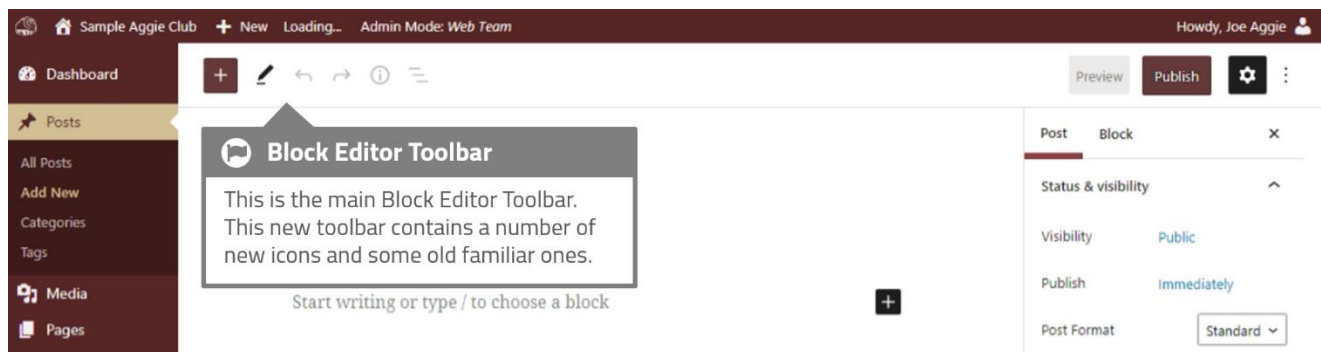 Sample Aggie Club New Loading... Admin Mode: Web Team Howdy, Joe Aggie
Dashboard
Preview Publish
Posts
All Posts
Add New
Categories
Tags
Media
Pages
Block Editor Toolbar
This is the main Block Editor Toolbar.
This new toolbar contains a number of
new icons and some old familiar ones.
Start writing or type / to choose a block
Post Block
Status & visibility
Visibility Public
Publish Immediately
Post Format Standard